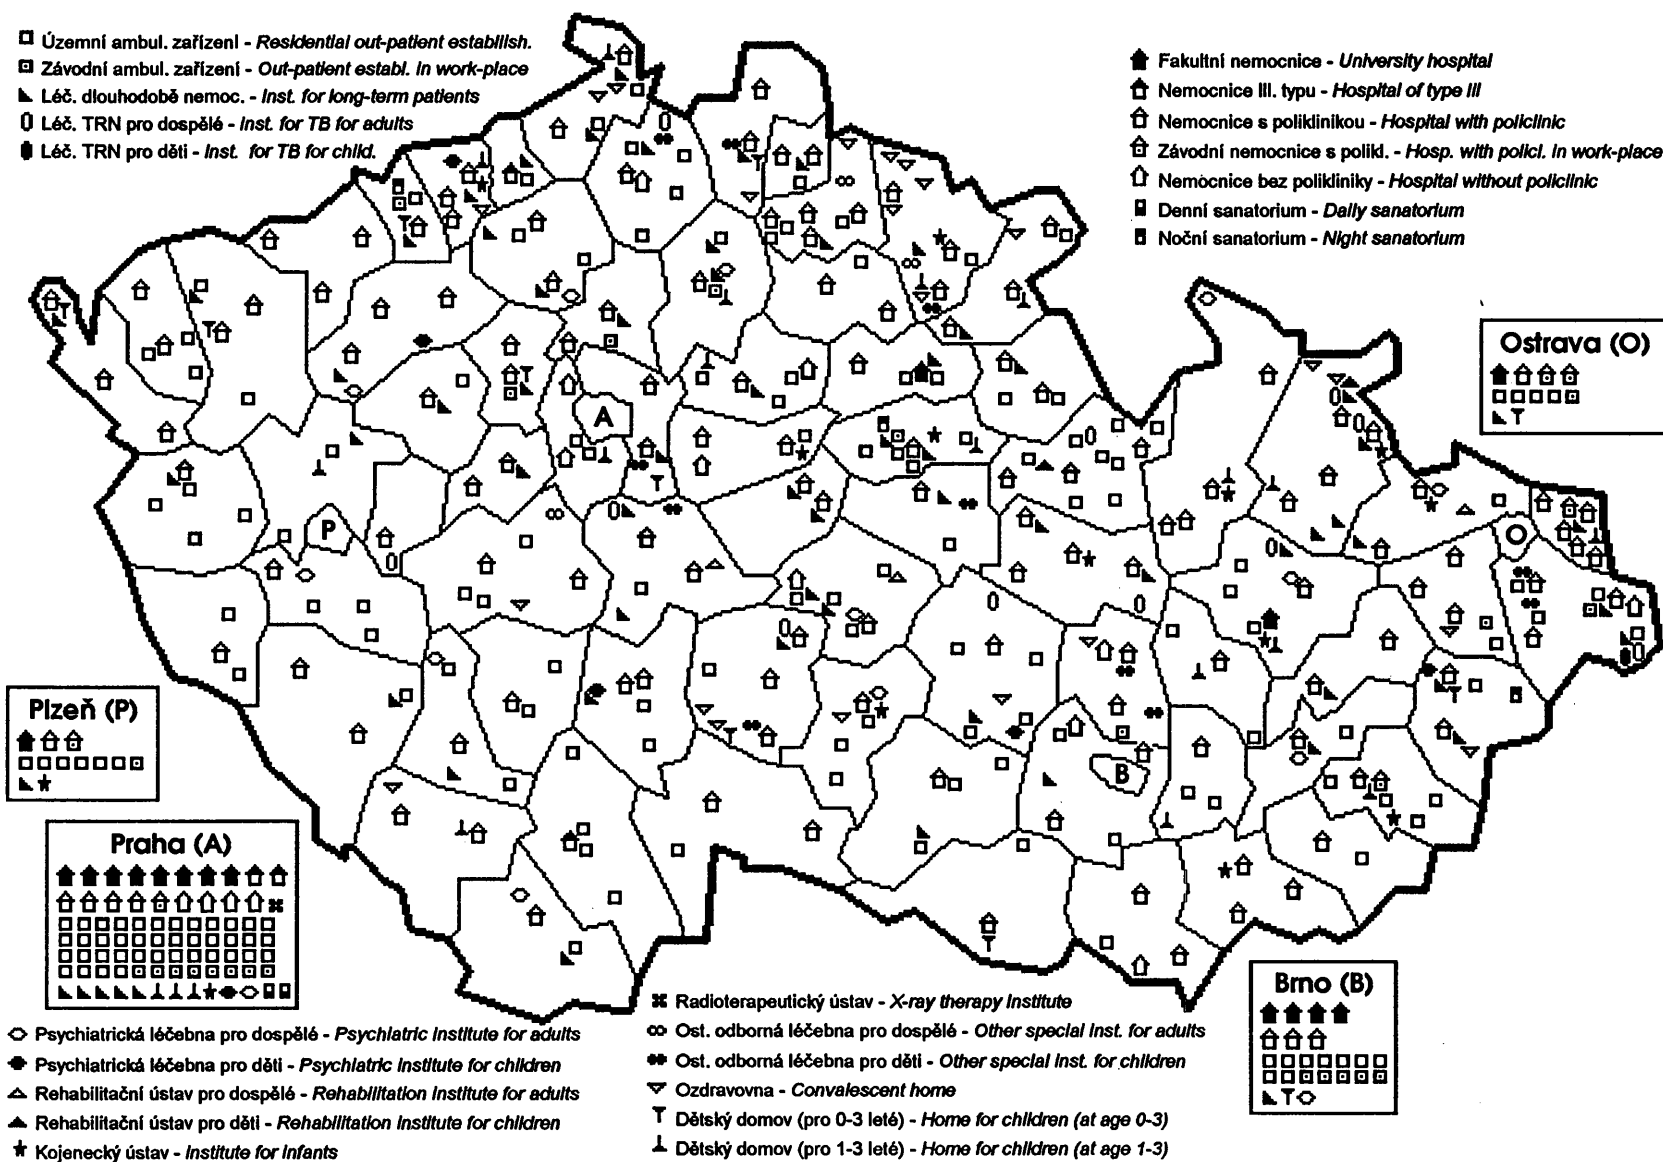 Územní ambul. zařízení - Residential out-patient establish.
Závodní ambul. zařízení - Out-patient establ. in work-place
Léč. dlouhodobě nemoc. - Inst. for long-term patients
Léč. TRN pro dospělé - Inst. for TB for adults
Léč. TRN pro děti - Inst. for TB for child.
Fakultní nemocnice - University hospital
Nemocnice III. typu - Hospital of type III
Nemocnice s poliklinikou - Hospital with policlinic
Závodní nemocnice s polikl. - Hosp. with policl. in work-place
Nemocnice bez polikliniky - Hospital without policlinic
Denní sanatorium - Daily sanatorium
Noční sanatorium - Night sanatorium
Ostrava (O)
A
P
O
B
Plzeň (P)
Praha (A)
Brno (B)
Psychiatrická léčebna pro dospělé - Psychiatric institute for adults
Psychiatrická léčebna pro děti - Psychiatric institute for children
Rehabilitační ústav pro dospělé - Rehabilitation institute for adults
Rehabilitační ústav pro děti - Rehabilitation institute for children
Kojenecký ústav - Institute for infants
Radioterapeutický ústav - X-ray therapy institute
Ost. odborná léčebna pro dospělé - Other special inst. for adults
Ost. odborná léčebna pro děti - Other special inst. for children
Ozdravovna - Convalescent home
Dětský domov (pro 0-3 leté) - Home for children (at age 0-3)
Dětský domov (pro 1-3 leté) - Home for children (at age 1-3)